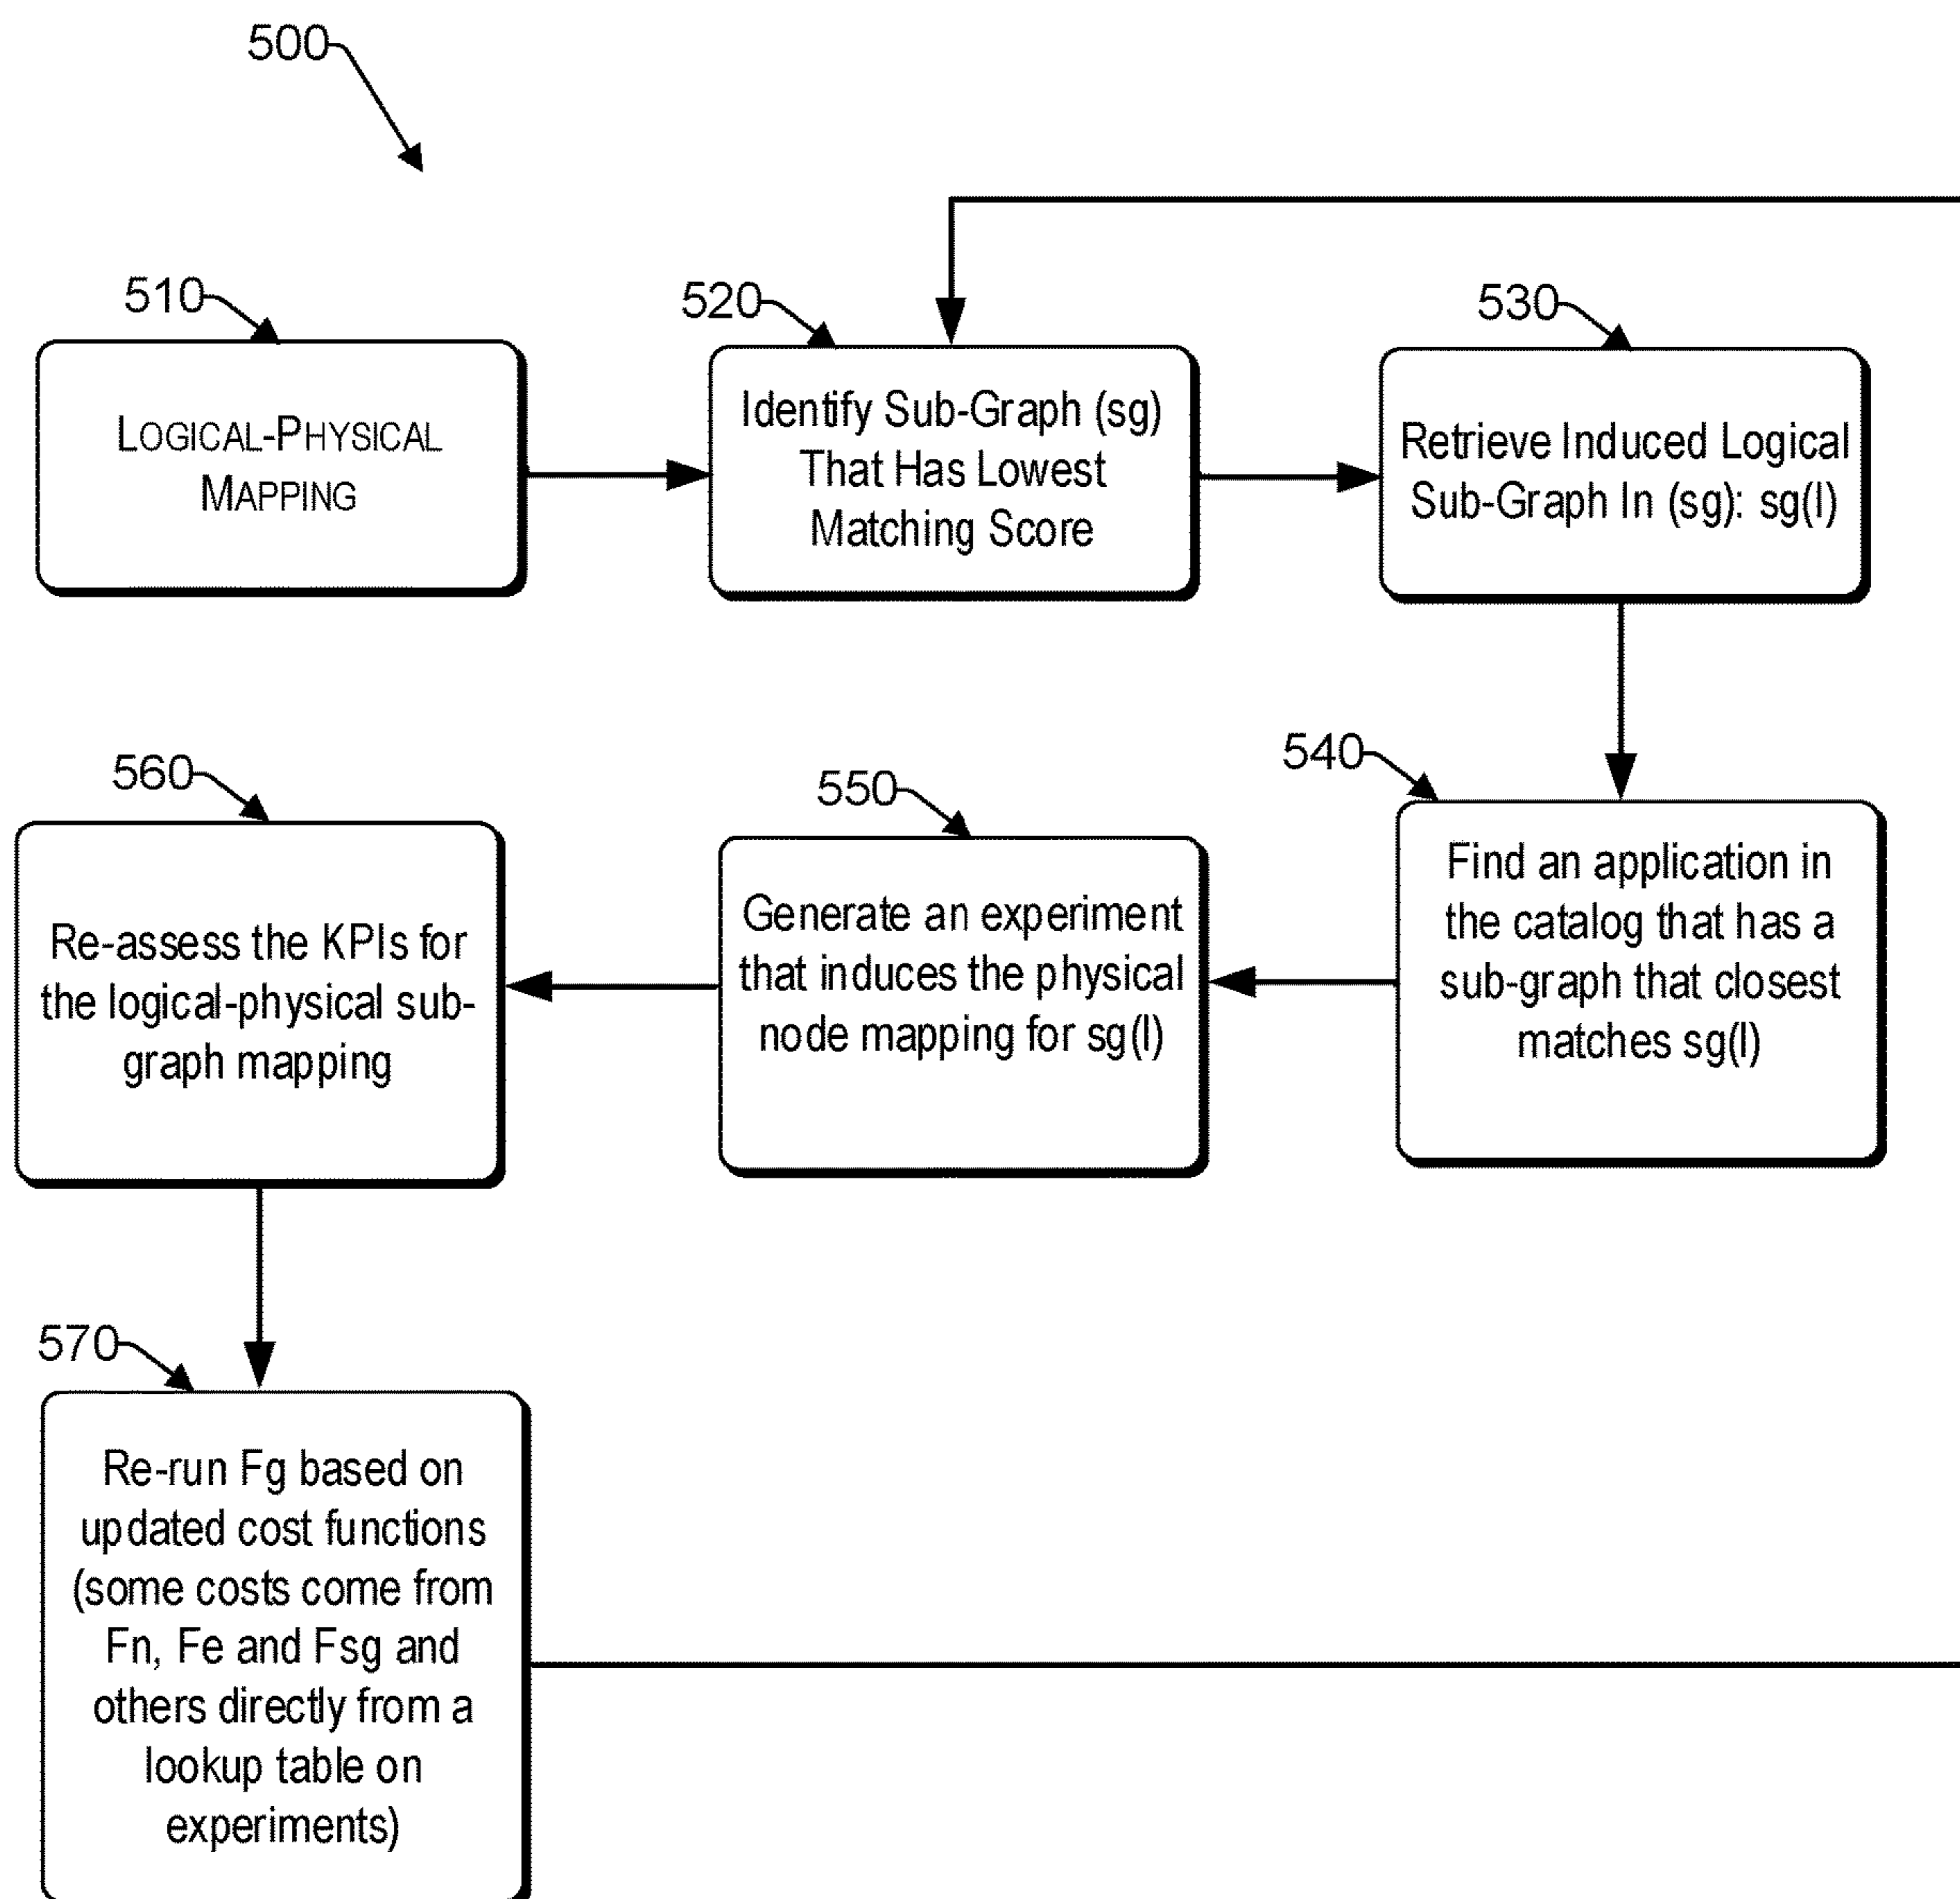 500
510
LOGICAL-PHYSICAL
MAPPING
520
Identify Sub-Graph (sg)
That Has Lowest
Matching Score
530
Retrieve Induced Logical
Sub-Graph In (sg): sg(l)
540
Find an application in
the catalog that has a
sub-graph that closest
matches sg(l)
550
Generate an experiment
that induces the physical
node mapping for sg(l)
560
Re-assess the KPIs for
the logical-physical sub-
graph mapping
570
Re-run Fg based on
updated cost functions
(some costs come from
Fn, Fe and Fsg and
others directly from a
lookup table on
experiments)